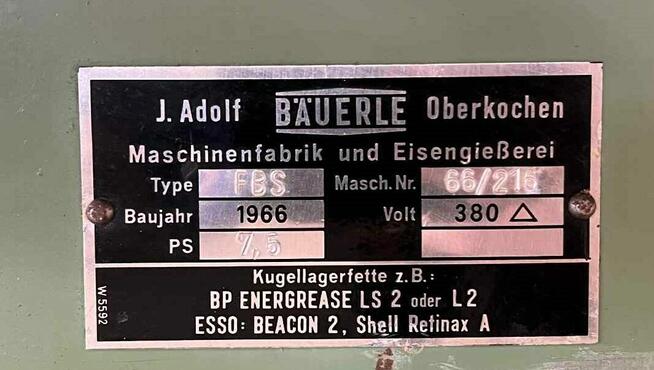 J. Adolf BÄUERLE Oberkochen
Maschinenfabrik und Eisengießerei
Type FBS Masch. Nr. 66/216
Baujahr 1966 Volt 380 △
PS 7,5
Kugellagerfette z.B.:
BP ENERGREASE LS 2 oder L2
ESSO: BEACON 2, Shell Retinax A
W 5592